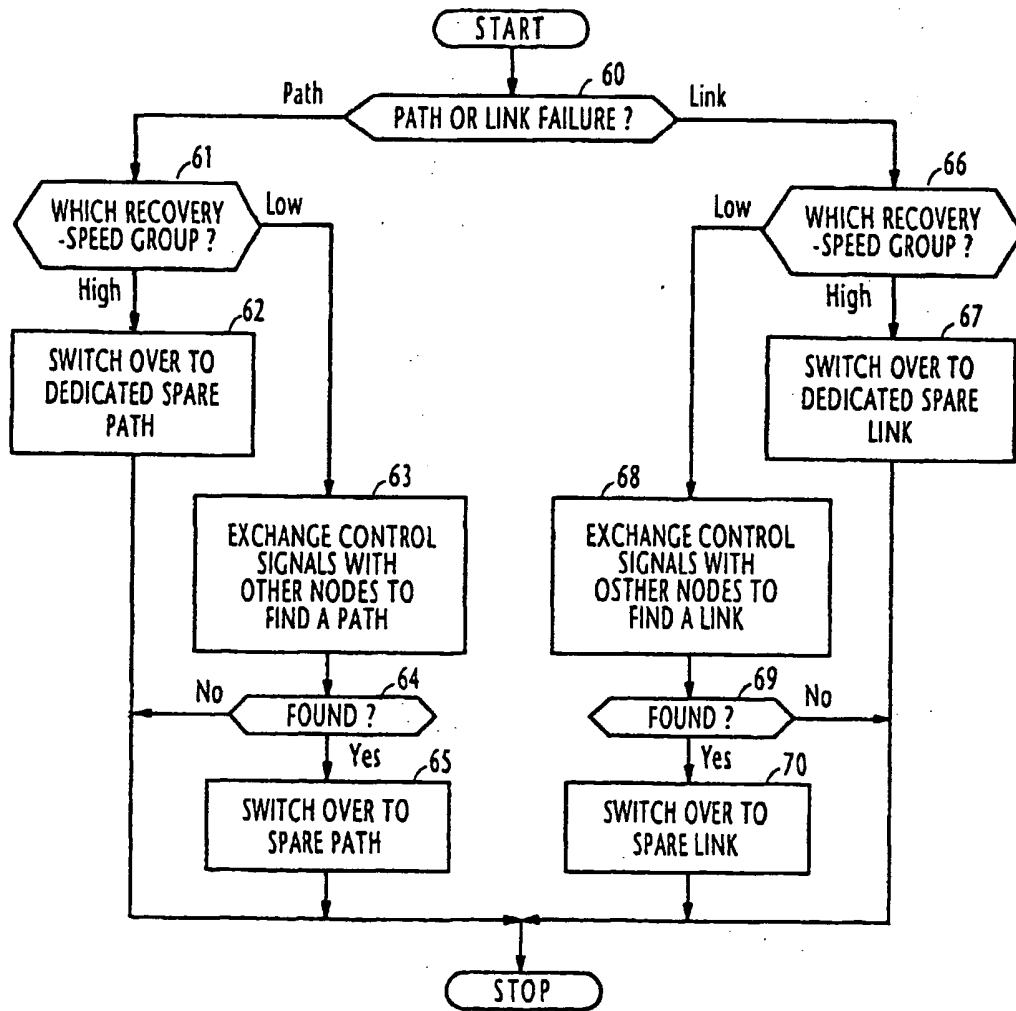 START
60
Path
PATH OR LINK FAILURE ?
Link
61
WHICH RECOVERY
-SPEED GROUP ?
Low
High
62
SWITCH OVER TO
DEDICATED SPARE
PATH
63
EXCHANGE CONTROL
SIGNALS WITH
OTHER NODES TO
FIND A PATH
64
FOUND ?
No
Yes
65
SWITCH OVER TO
SPARE PATH
66
WHICH RECOVERY
-SPEED GROUP ?
Low
High
67
SWITCH OVER TO
DEDICATED SPARE
LINK
68
EXCHANGE CONTROL
SIGNALS WITH
OSTHER NODES TO
FIND A LINK
69
FOUND ?
No
Yes
70
SWITCH OVER TO
SPARE LINK
STOP